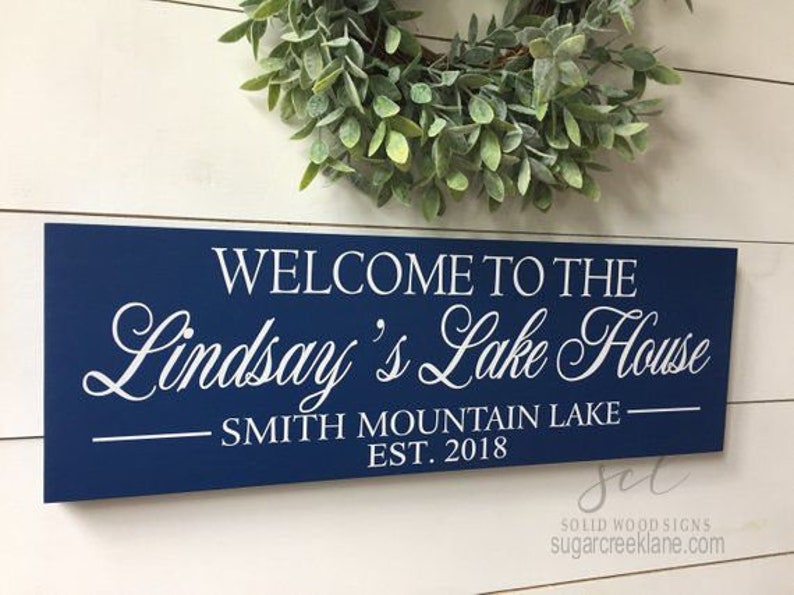 WELCOME TO THE
Lindsay's Lake House
SMITH MOUNTAIN LAKE
EST. 2018
scl
SOLID WOOD SIGNS
sugarcreeklane.com